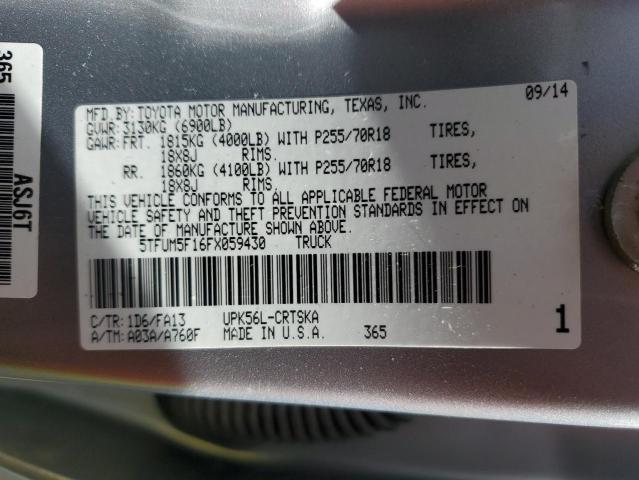 365
ASJ6T
MFD.BY: TOYOTA MOTOR MANUFACTURING, TEXAS, INC. 09/14
GVWR: 3130KG (6900LB)
GAWR: FRT. 1815KG (4000LB) WITH P255/70R18 TIRES,
18X8J RIMS.
RR. 1860KG (4100LB) WITH P255/70R18 TIRES,
18X8J RIMS.
THIS VEHICLE CONFORMS TO ALL APPLICABLE FEDERAL MOTOR
VEHICLE SAFETY AND THEFT PREVENTION STANDARDS IN EFFECT ON
THE DATE OF MANUFACTURE SHOWN ABOVE.
5TFUM5F16FX059430 TRUCK
C/TR: 1D6/FA13 UPK56L-CRTSKA
A/TM: A03A/A760F MADE IN U.S.A. 365 1